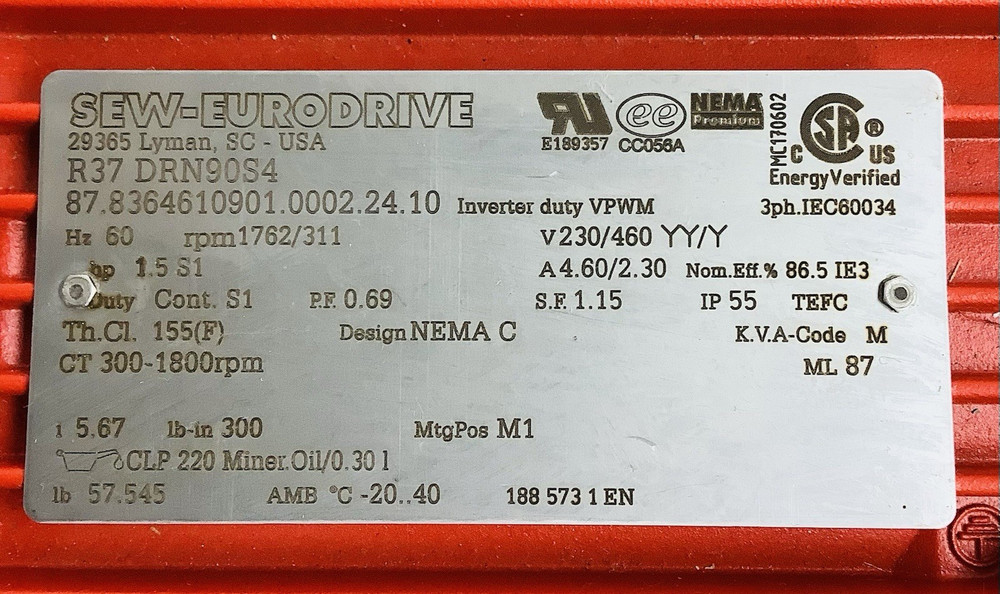 SEW-EURODRIVE
29365 Lyman, SC - USA
E189357
ee
CC056A
NEMA
Premium
MC170602
C SA ® US
EnergyVerified
R37 DRN90S4
87.8364610901.0002.24.10 Inverter duty VPWM 3ph.IEC60034
Hz 60 rpm 1762/311 V 230/460 YY/Y
hp 1.5 S1 A 4.60/2.30 Nom.Eff.% 86.5 IE3
Duty Cont. S1 P.F. 0.69 S.F. 1.15 IP 55 TEFC
Th.Cl. 155(F) Design NEMA C K.V.A-Code M
CT 300-1800rpm ML 87
i 5.67 lb-in 300 MtgPos M1
CLP 220 Miner.Oil/0.30 l
lb 57.545 AMB °C -20..40 188 573 1 EN